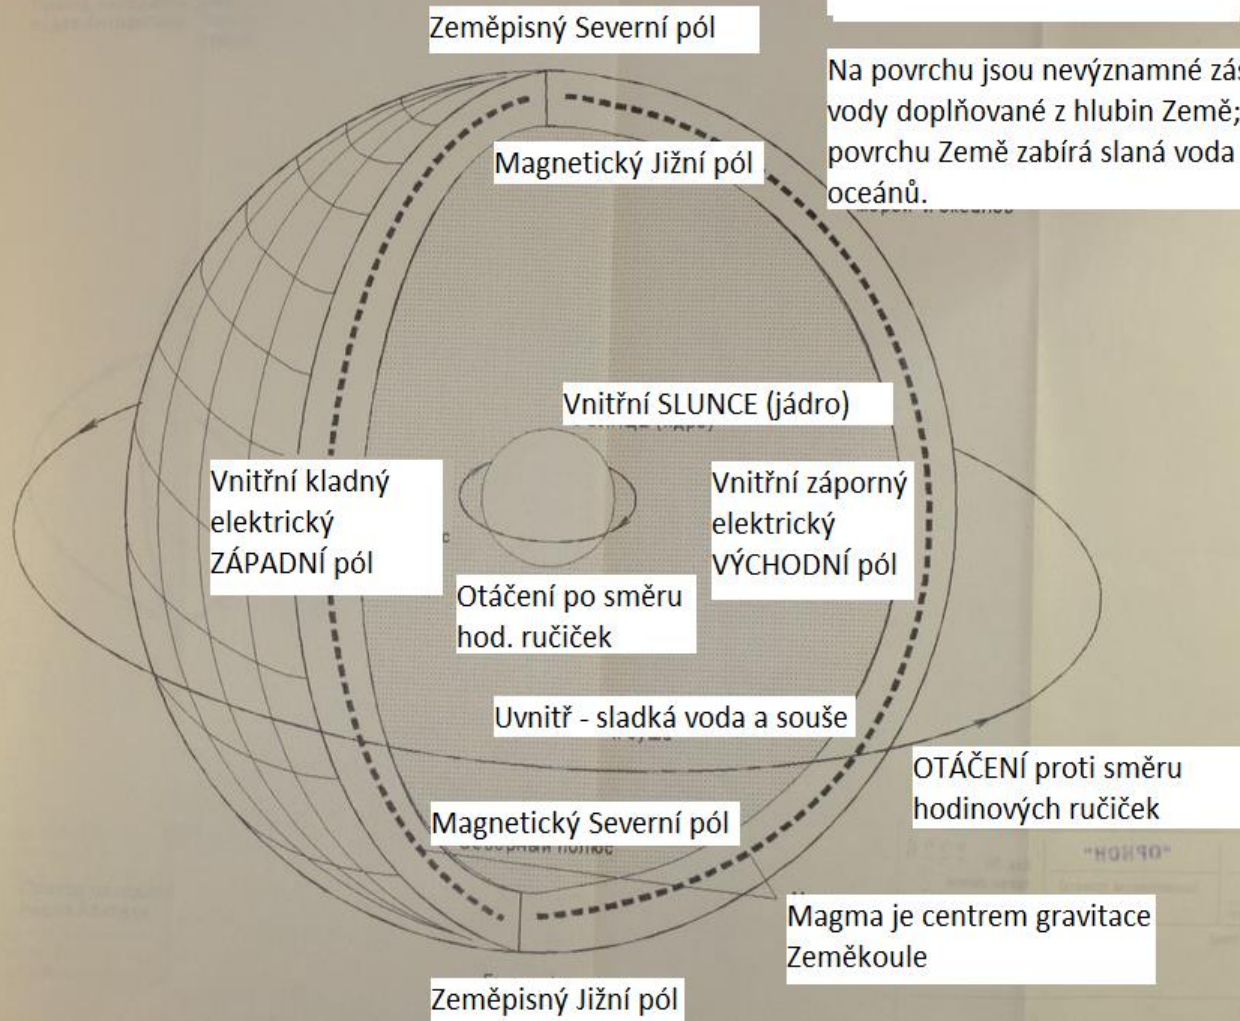 Zeměpisný Severní pól
Na povrchu jsou nevýznamné
vody doplňované z hlubin Země;
povrchu Země zabírá slaná voda
oceánů.
Magnetický Jižní pól
Vnitřní SLUNCE (jádro)
Vnitřní kladný
elektrický
ZÁPADNÍ pól
Vnitřní záporný
elektrický
VÝCHODNÍ pól
Otáčení po směru
hod. ručiček
Uvnitř - sladká voda a souše
OTÁČENÍ proti směru
hodinových ručiček
Magnetický Severní pól
"ОРИОН"
Magma je centrem gravitace
Zeměkoule
Zeměpisný Jižní pól